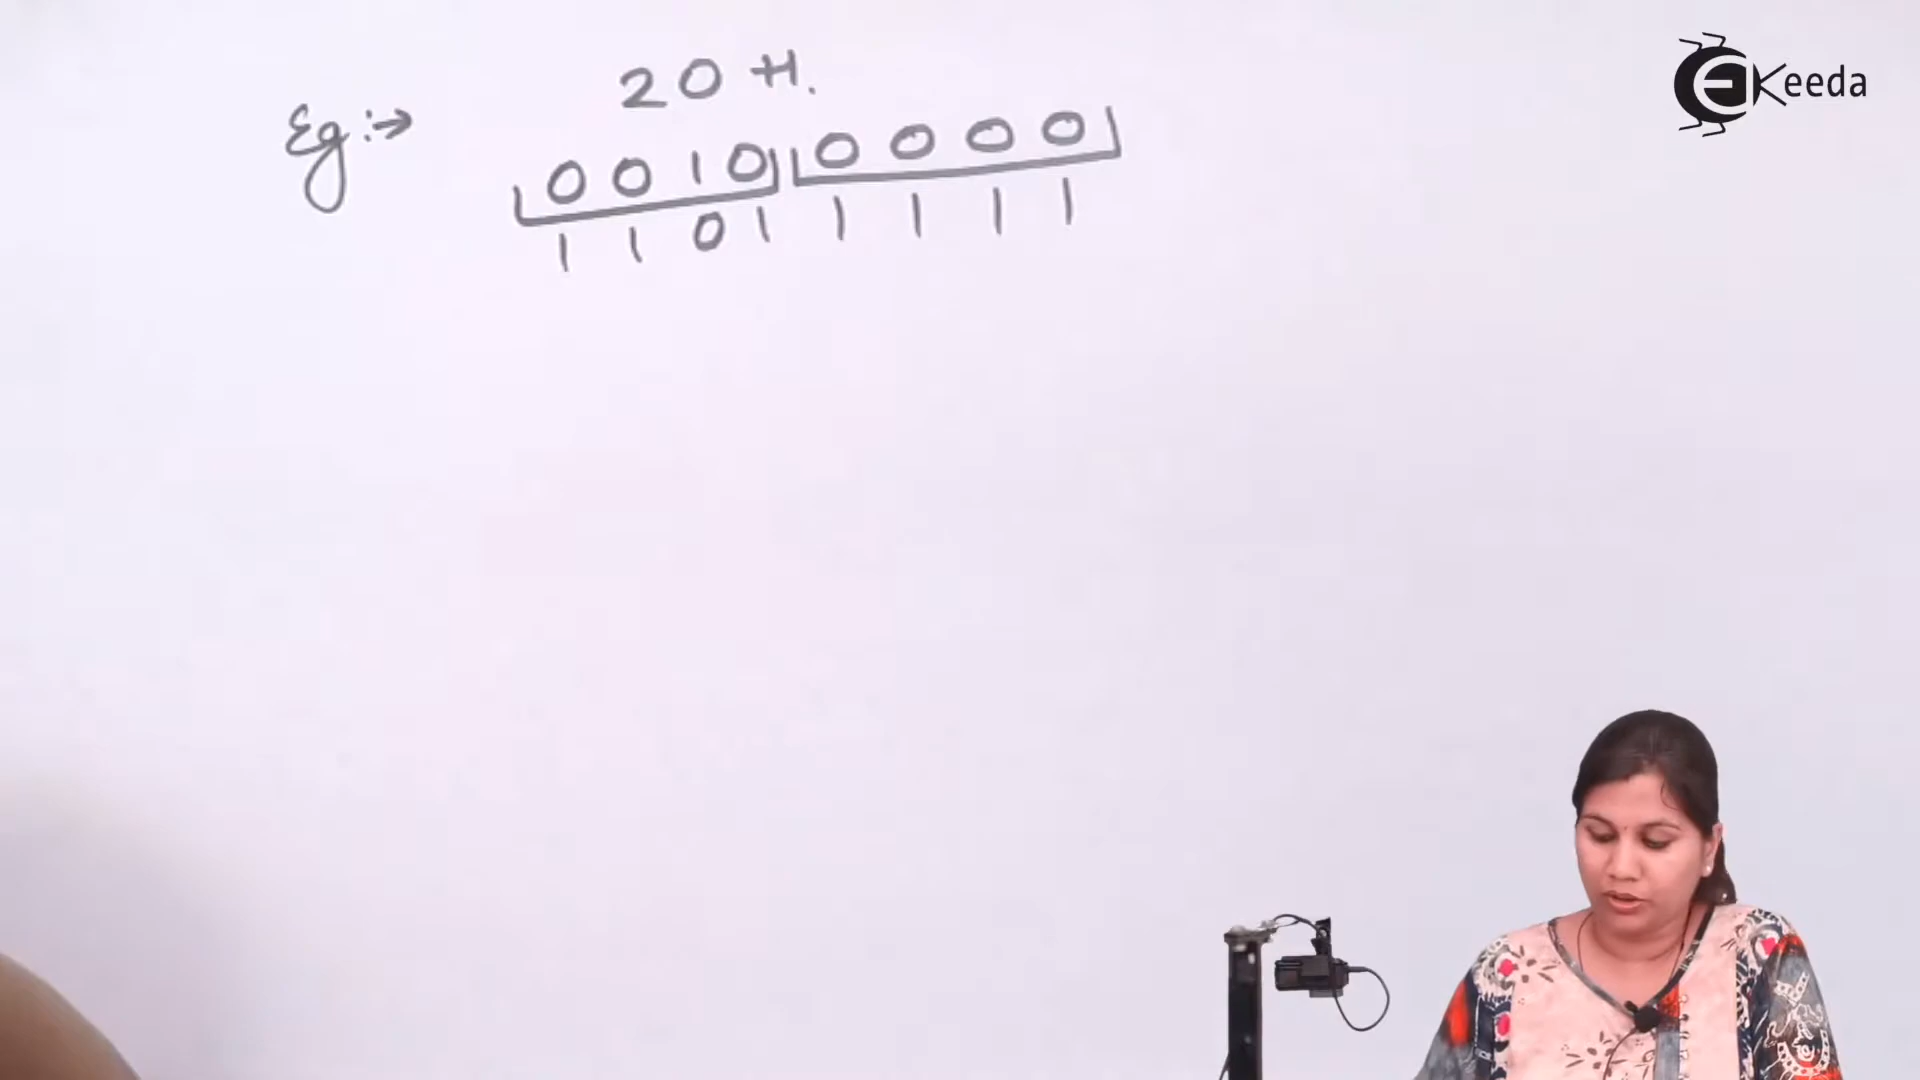 Eg :→ 20 H.
0 0 1 0 0 0 0 0
1 1 0 1 1 1 1 1
EKeeda